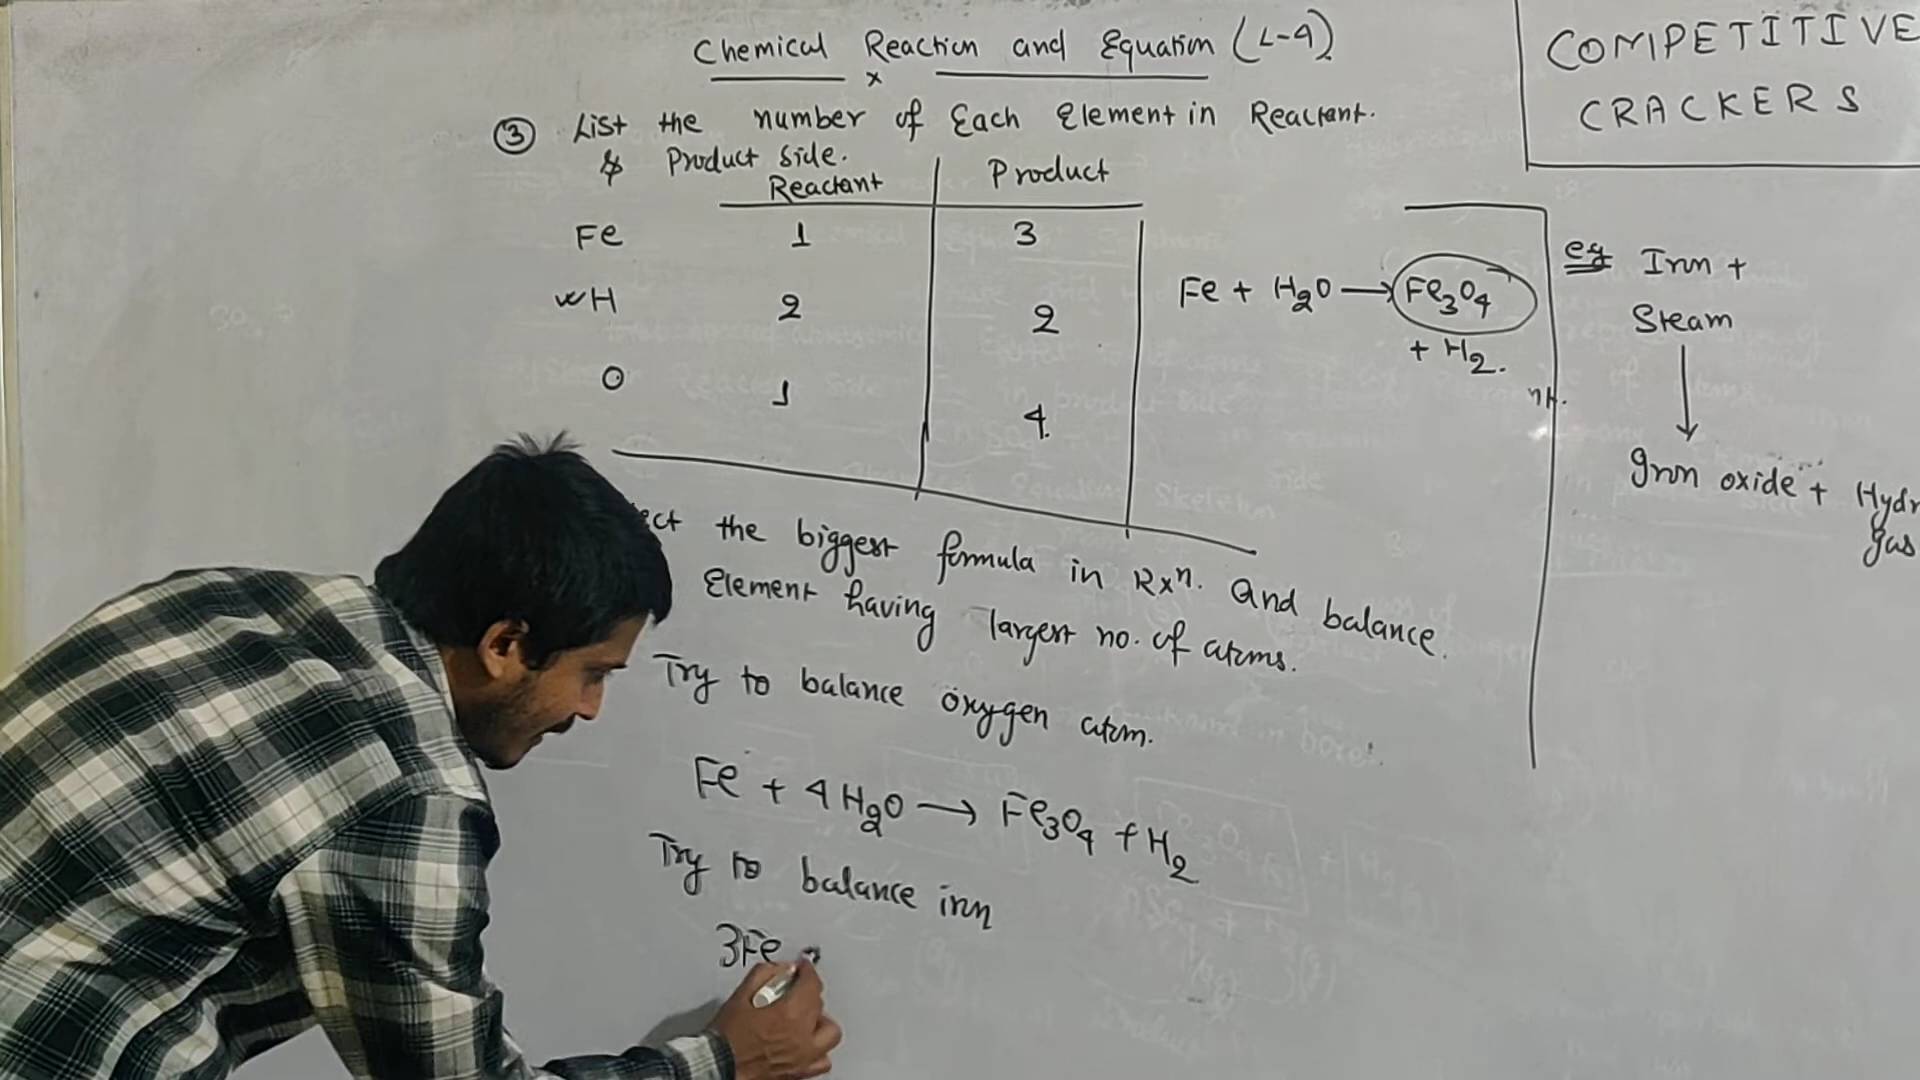 Chemical Reaction and Equation (L-4)
x
COMPETITIVE
CRACKERS
③ List the number of Each Element in Reactant.
& Product side.
Reactant Product
Fe 1 3
H 2 2
O 1 4.
Fe + H2O → Fe3O4
+ H2.
eg Iron +
Steam
↓
Iron oxide + Hydr
gas
ect the biggest formula in Rxn. And balance.
Element having largest no. of atoms.
Try to balance oxygen atom.
Fe + 4H2O → Fe3O4 + H2
Try to balance iron
3Fe